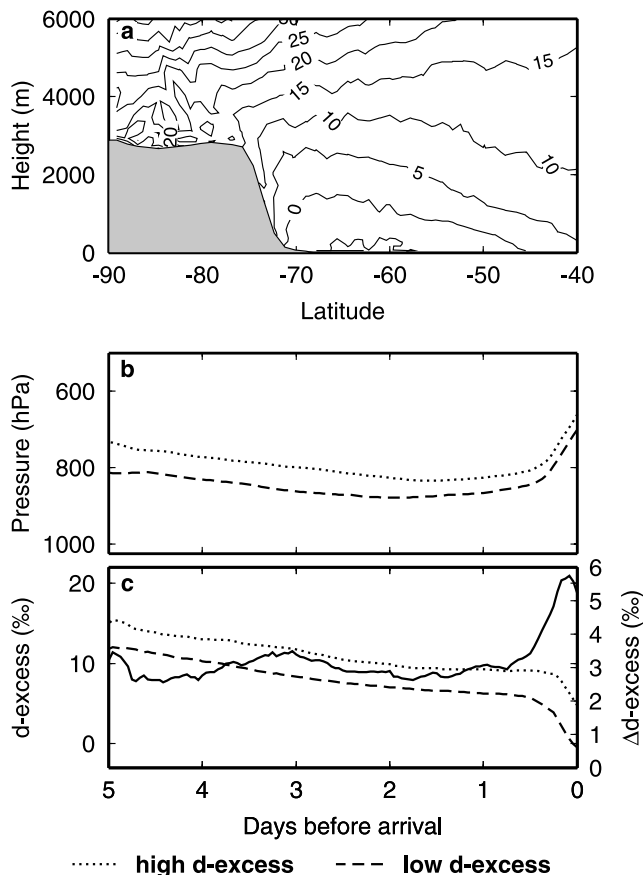 a
6000
4000
2000
0
Height (m)
25
20
15
15
10
10
5
0
20
-90 -80 -70 -60 -50 -40
Latitude
b
600
800
1000
Pressure (hPa)
c
20
10
0
d-excess (‰)
6
5
4
3
2
1
0
Δd-excess (‰)
5 4 3 2 1 0
Days before arrival
high d-excess low d-excess